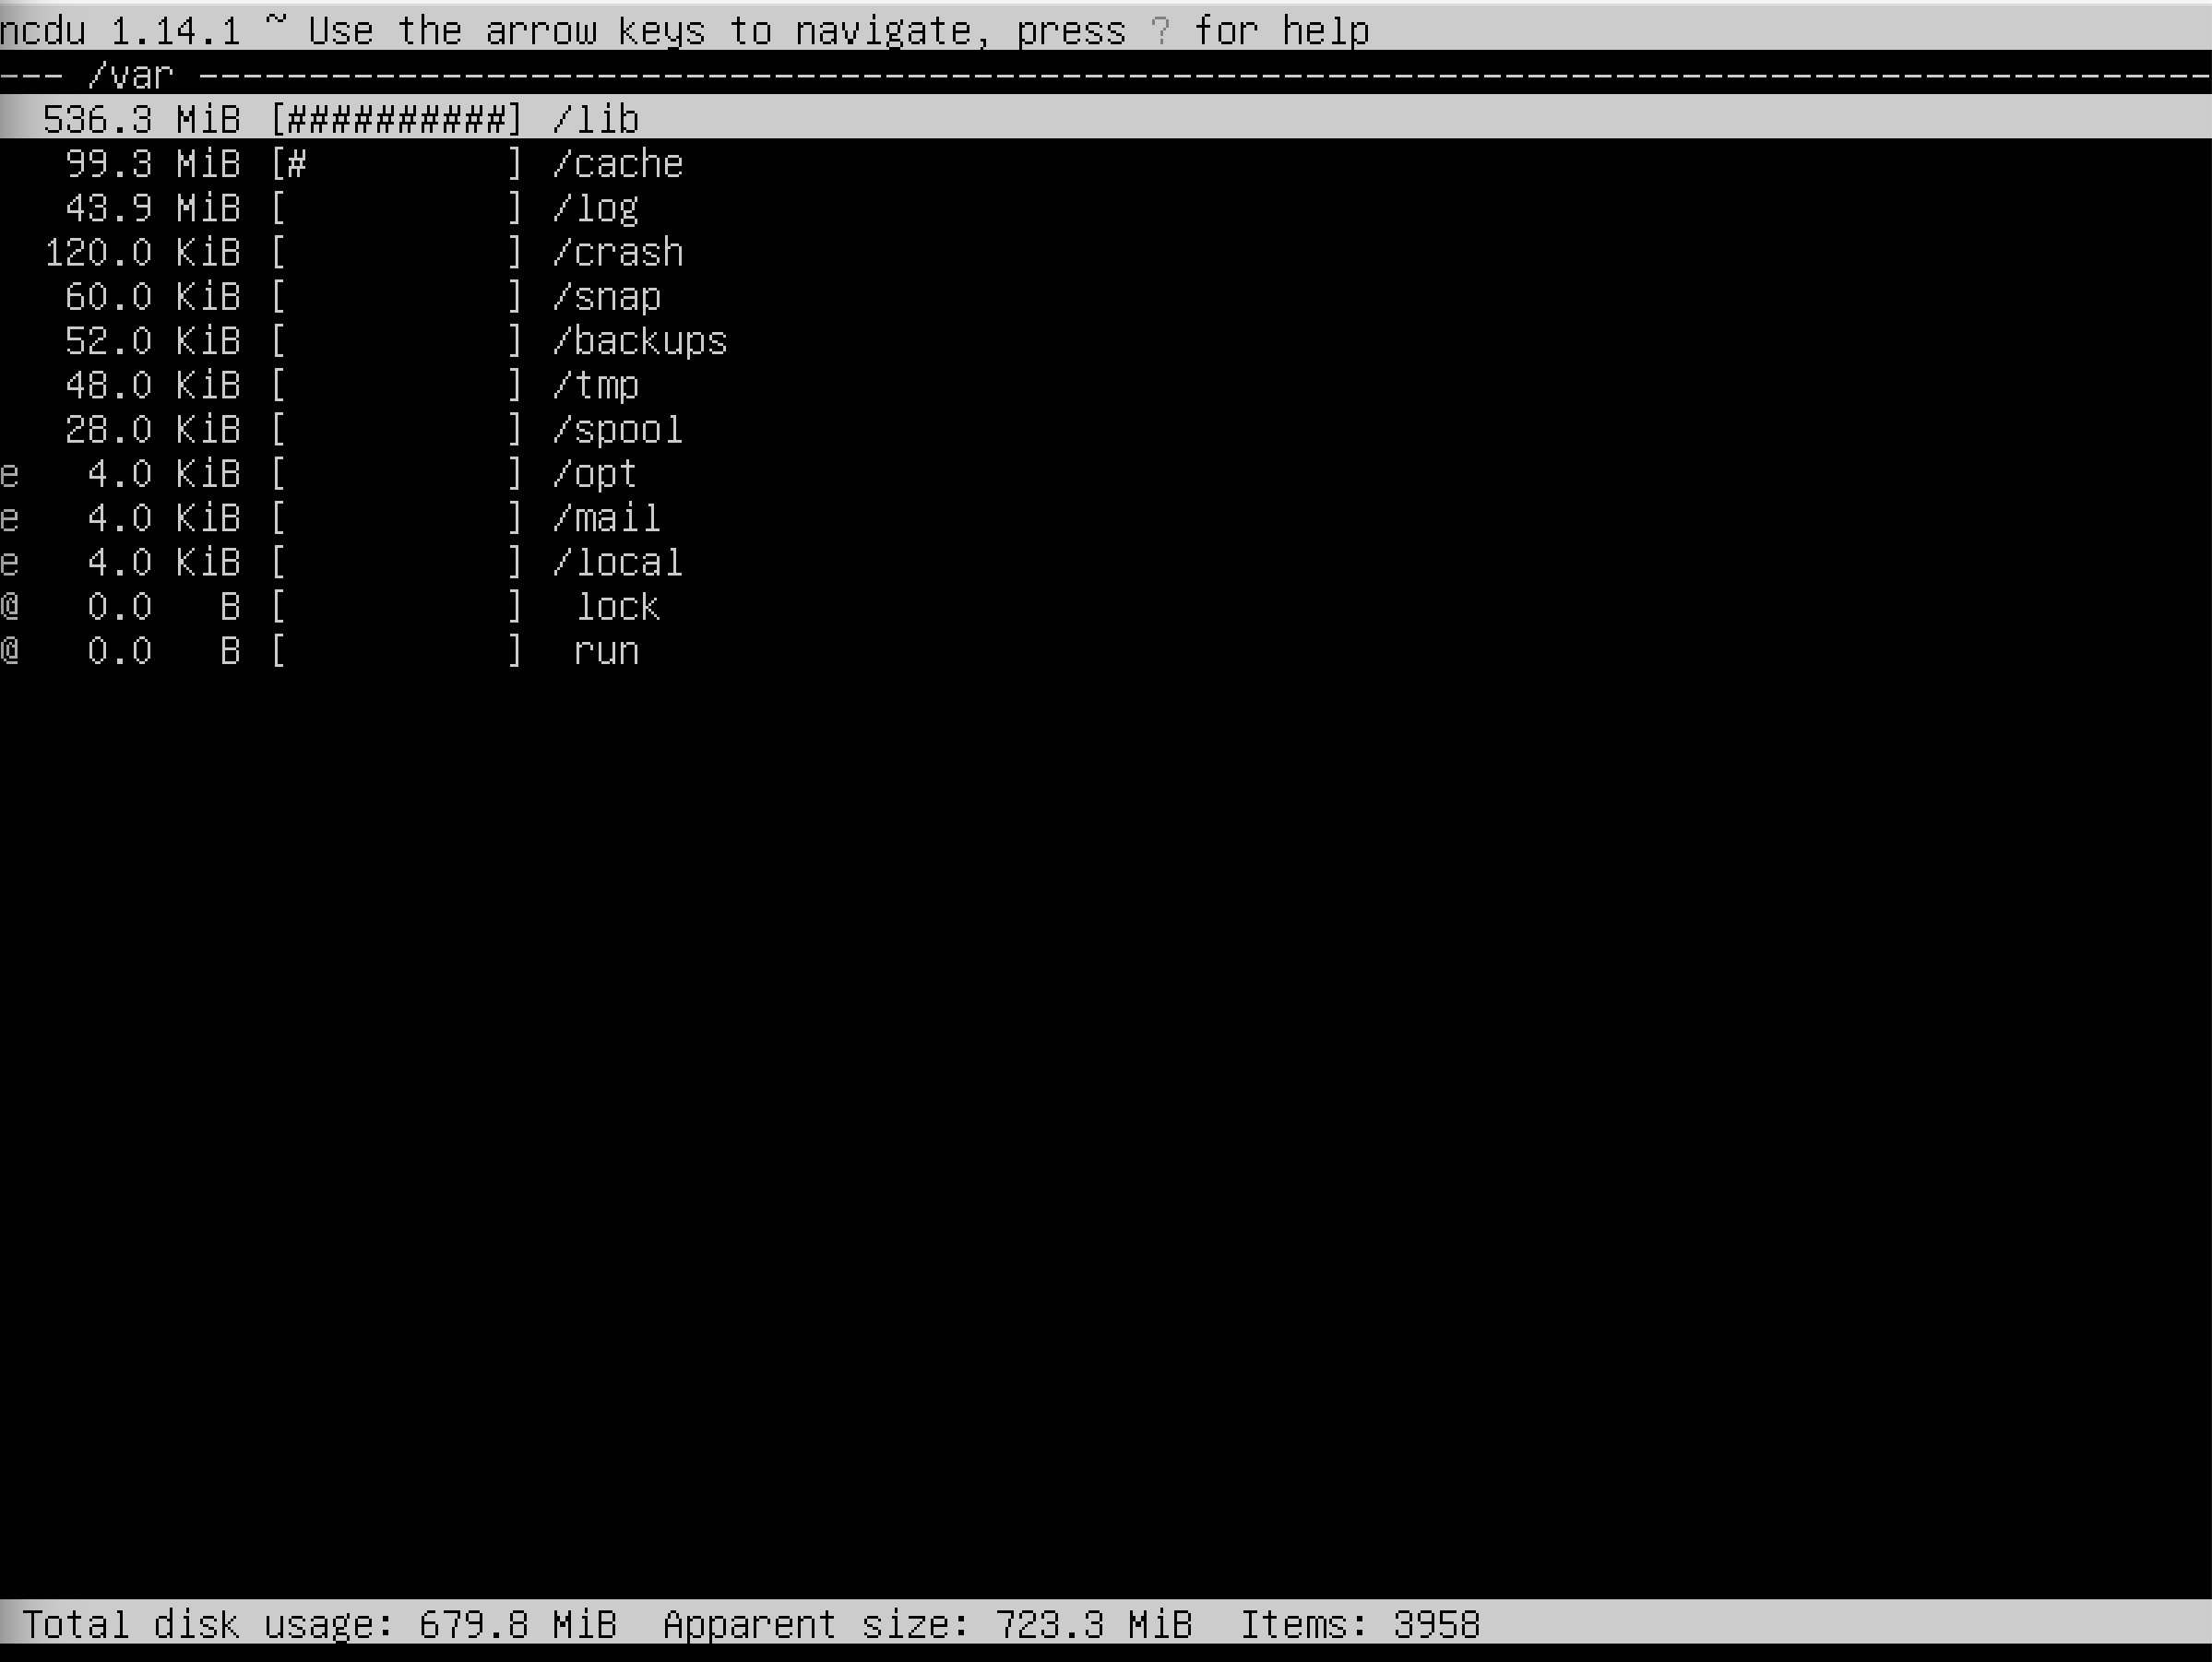 ncdu 1.14.1 ~ Use the arrow keys to navigate, press ? for help
--- /var ----------------------------------------------------------------------------------------------
  536.3 MiB [##########] /lib
   99.3 MiB [#         ] /cache
   43.9 MiB [          ] /log
  120.0 KiB [          ] /crash
   60.0 KiB [          ] /snap
   52.0 KiB [          ] /backups
   48.0 KiB [          ] /tmp
   28.0 KiB [          ] /spool
e   4.0 KiB [          ] /opt
e   4.0 KiB [          ] /mail
e   4.0 KiB [          ] /local
@   0.0   B [          ]  lock
@   0.0   B [          ]  run
 Total disk usage: 679.8 MiB  Apparent size: 723.3 MiB  Items: 3958